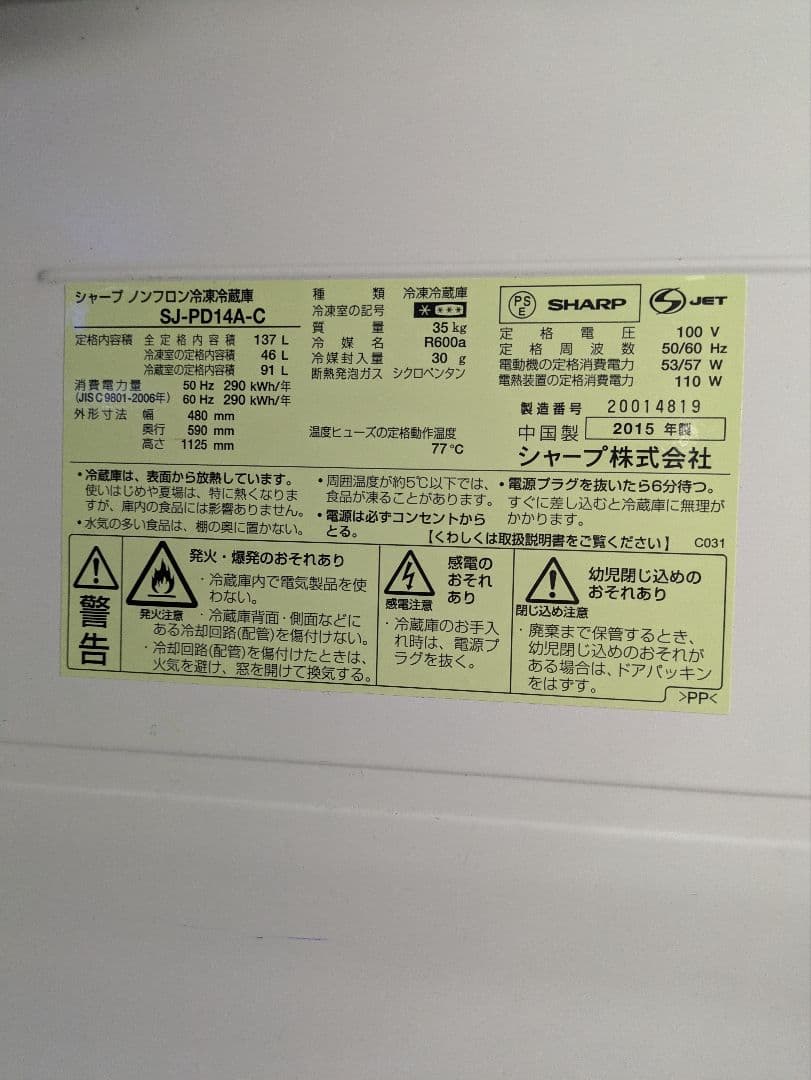 シャープ ノンフロン冷凍冷蔵庫
SJ-PD14A-C
定格内容積 全定格内容積 137 L
冷凍室の定格内容積 46 L
冷蔵室の定格内容積 91 L
消費電力量 50 Hz 290 kWh/年
(JIS C 9801-2006年) 60 Hz 290 kWh/年
外形寸法 幅 480 mm
奥行 590 mm
高さ 1125 mm
種類 冷凍冷蔵庫
冷凍室の記号
質量 35 kg
冷媒名 R600a
冷媒封入量 30 g
断熱発泡ガス シクロペンタン
温度ヒューズの定格動作温度
77℃
PSE SHARP S JET
定格電圧 100 V
定格周波数 50/60 Hz
電動機の定格消費電力 53/57 W
電熱装置の定格消費電力 110 W
製造番号 20014819
中国製 2015 年製
シャープ株式会社
・冷蔵庫は、表面から放熱しています。
使いはじめや夏場は、特に熱くなりま
すが、庫内の食品には影響ありません。
・水気の多い食品は、棚の奥に置かない。
・周囲温度が約5℃以下では、
食品が凍ることがあります。
・電源は必ずコンセントから
とる。
・電源プラグを抜いたら6分待つ。
すぐに差し込むと冷蔵庫に無理が
かかります。
【くわしくは取扱説明書をご覧ください】 C031
警告
発火・爆発のおそれあり
発火注意
・冷蔵庫内で電気製品を使
わない。
・冷蔵庫背面・側面などに
ある冷却回路(配管)を傷付けない。
・冷却回路(配管)を傷付けたときは、
火気を避け、窓を開けて換気する。
感電の
おそれ
あり
感電注意
・冷蔵庫のお手入
れ時は、電源プ
ラグを抜く。
幼児閉じ込めの
おそれあり
閉じ込め注意
・廃棄まで保管するとき、
幼児閉じ込めのおそれが
ある場合は、ドアパッキン
をはずす。
>PP<